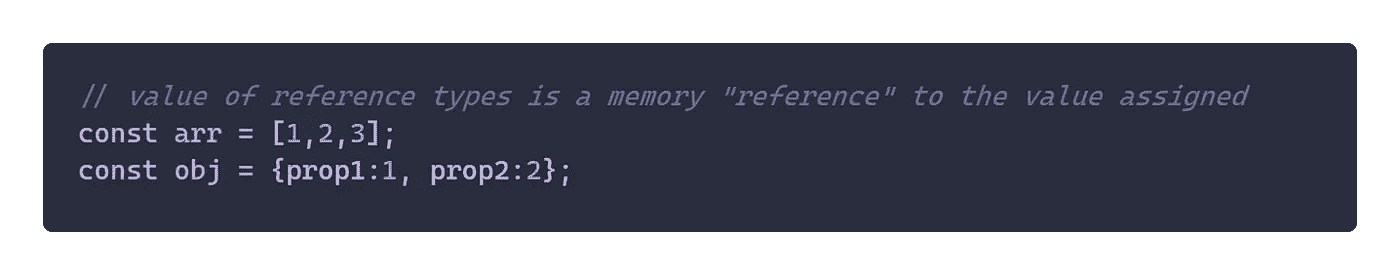 // value of reference types is a memory "reference" to the value assigned
const arr = [1,2,3];
const obj = {prop1:1, prop2:2};